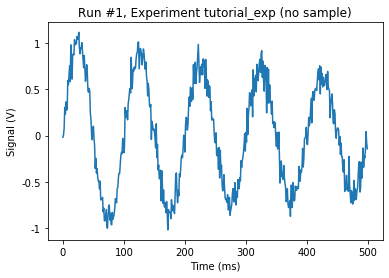 Run #1, Experiment tutorial_exp (no sample)
1
0.5
0
-0.5
-1
Signal (V)
0 100 200 300 400 500
Time (ms)